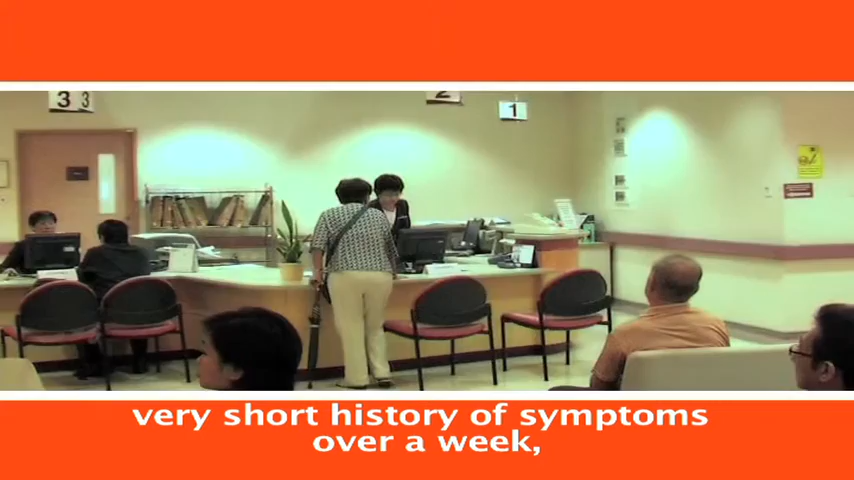 3 3
2
1
very short history of symptoms
over a week,